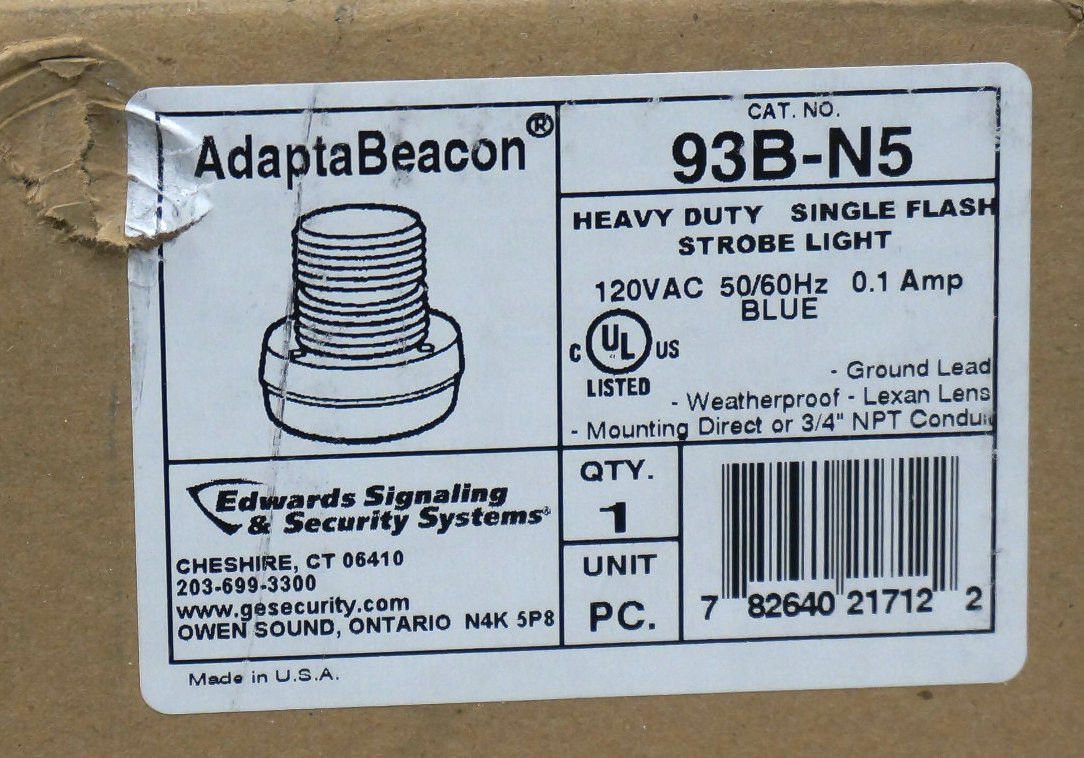 AdaptaBeacon®
CAT. NO.
93B-N5
HEAVY DUTY SINGLE FLASH
STROBE LIGHT
120VAC 50/60Hz 0.1 Amp
BLUE
C UL US
LISTED
- Ground Lead
- Weatherproof - Lexan Lens
- Mounting Direct or 3/4" NPT Conduit
Edwards Signaling
& Security Systems®
CHESHIRE, CT 06410
203-699-3300
www.gesecurity.com
OWEN SOUND, ONTARIO N4K 5P8
QTY.
1
UNIT
PC.
7 82640 21712 2
Made in U.S.A.